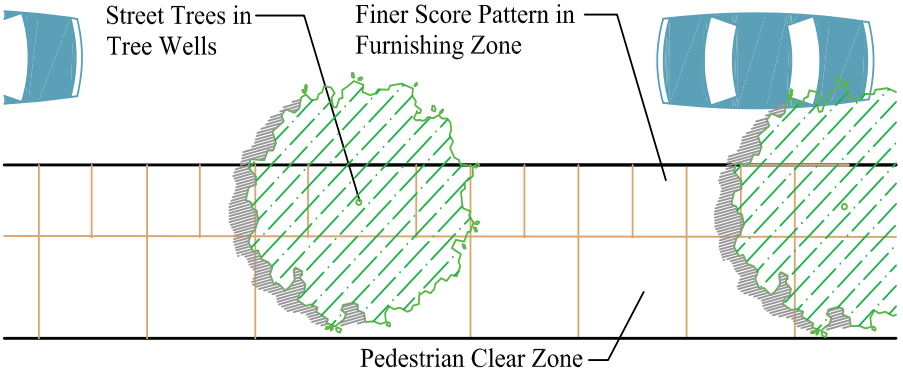 Street Trees in
Tree Wells
Finer Score Pattern in
Furnishing Zone
Pedestrian Clear Zone